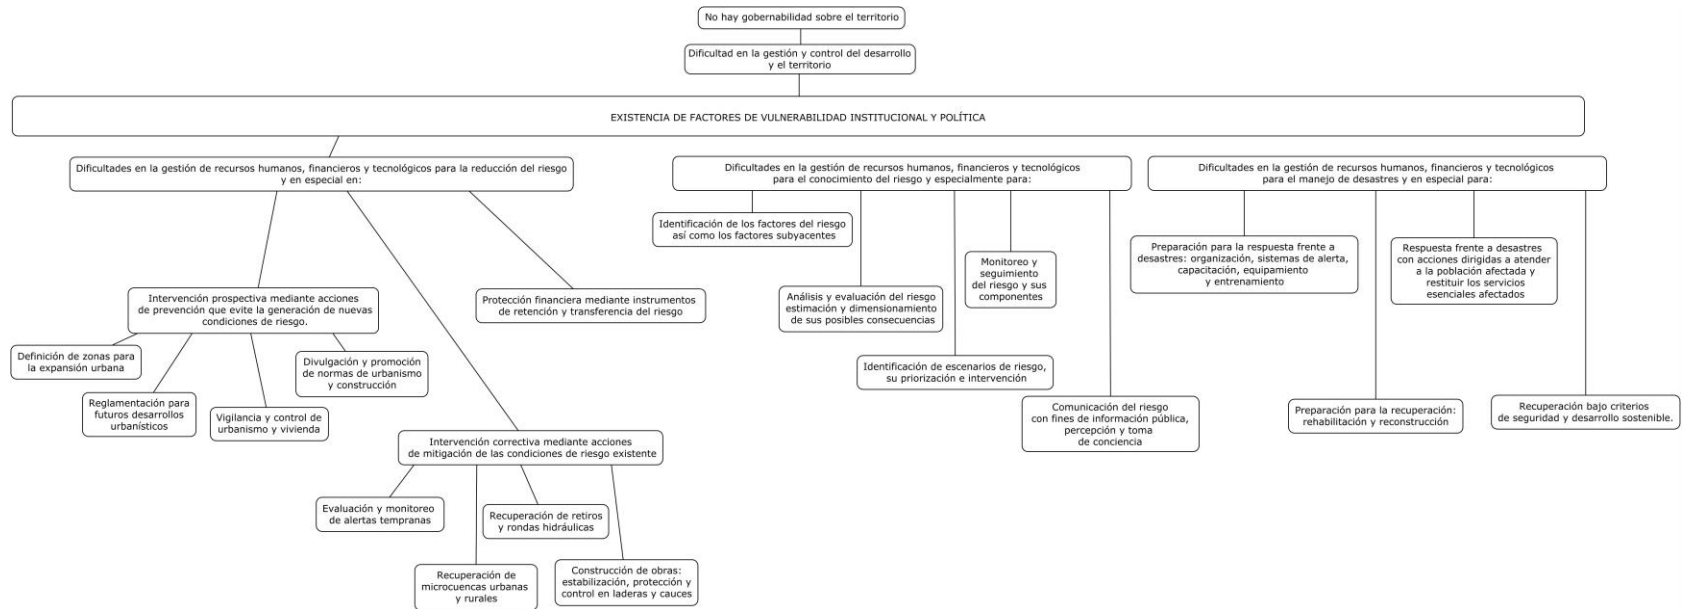 No hay gobernabilidad sobre el territorio
Dificultad en la gestión y control del desarrollo
y el territorio
EXISTENCIA DE FACTORES DE VULNERABILIDAD INSTITUCIONAL Y POLÍTICA
Dificultades en la gestión de recursos humanos, financieros y tecnológicos para la reducción del riesgo
y en especial en:
Intervención prospectiva mediante acciones
de prevención que evite la generación de nuevas
condiciones de riesgo.
Definición de zonas para
la expansión urbana
Reglamentación para
futuros desarrollos
urbanísticos
Vigilancia y control de
urbanismo y vivienda
Divulgación y promoción
de normas de urbanismo
y construcción
Intervención correctiva mediante acciones
de mitigación de las condiciones de riesgo existente
Evaluación y monitoreo
de alertas tempranas
Recuperación de
microcuencas urbanas
y rurales
Recuperación de retiros
y rondas hidráulicas
Construcción de obras:
estabilización, protección y
control en laderas y cauces
Protección financiera mediante instrumentos
de retención y transferencia del riesgo
Dificultades en la gestión de recursos humanos, financieros y tecnológicos
para el conocimiento del riesgo y especialmente para:
Identificación de los factores del riesgo
así como los factores subyacentes
Análisis y evaluación del riesgo
estimación y dimensionamiento
de sus posibles consecuencias
Identificación de escenarios de riesgo,
su priorización e intervención
Monitoreo y
seguimiento
del riesgo y sus
componentes
Comunicación del riesgo
con fines de información pública,
percepción y toma
de conciencia
Dificultades en la gestión de recursos humanos, financieros y tecnológicos
para el manejo de desastres y en especial para:
Preparación para la respuesta frente a
desastres: organización, sistemas de alerta,
capacitación, equipamiento
y entrenamiento
Preparación para la recuperación:
rehabilitación y reconstrucción
Respuesta frente a desastres
con acciones dirigidas a atender
a la población afectada y
restituir los servicios
esenciales afectados
Recuperación bajo criterios
de seguridad y desarrollo sostenible.